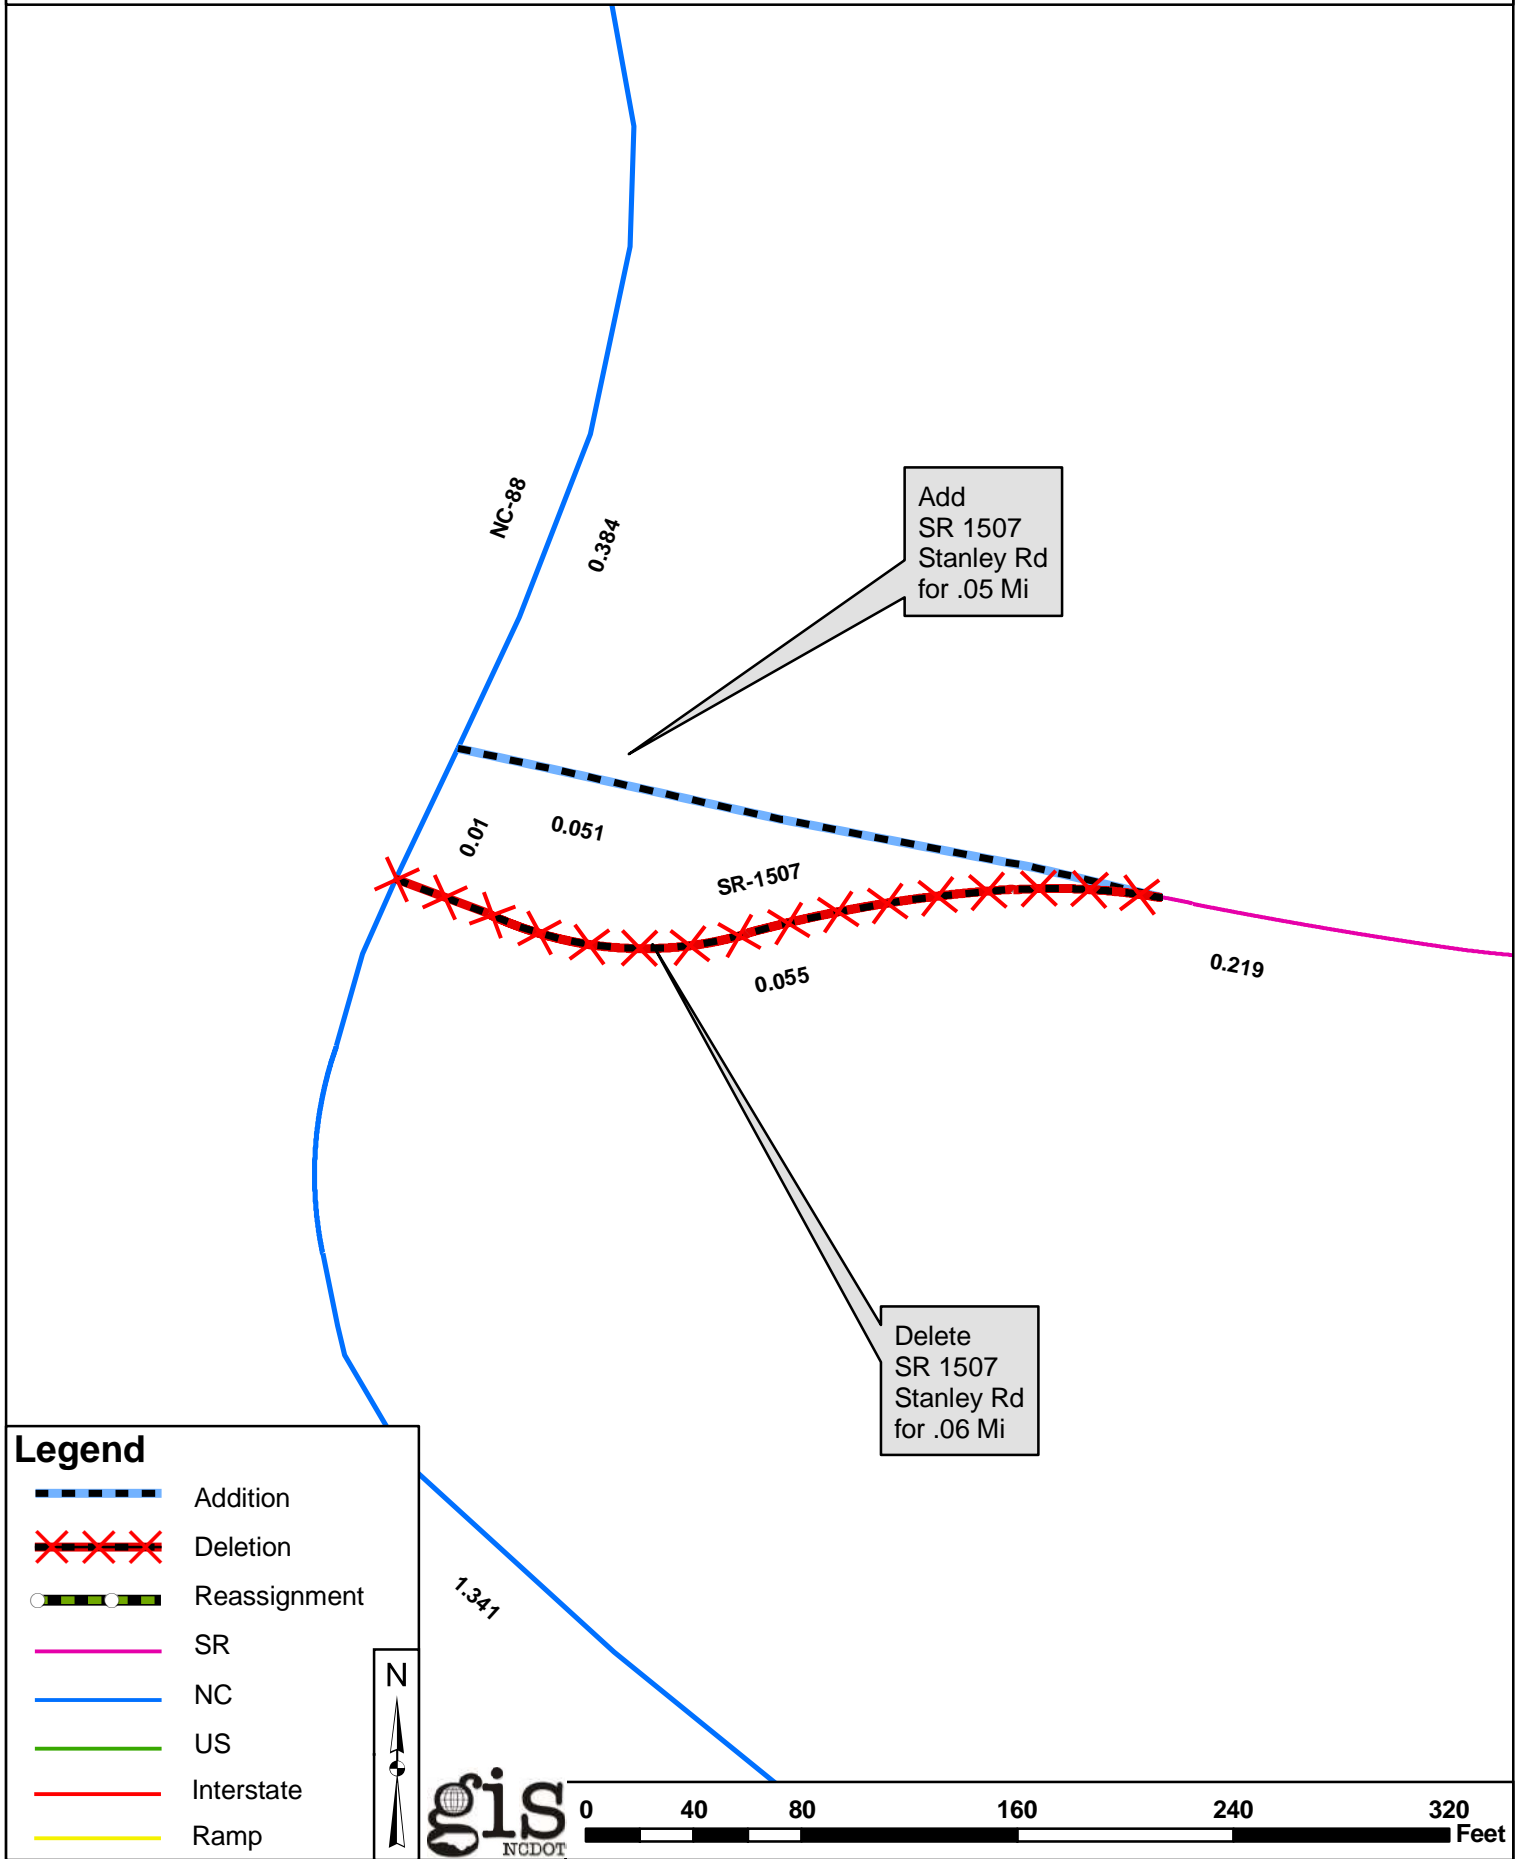 NC-88
0.384
Add
SR 1507
Stanley Rd
for .05 Mi
0.01
0.051
SR-1507
0.055
0.219
Delete
SR 1507
Stanley Rd
for .06 Mi
Legend
Addition
Deletion
Reassignment
SR
NC
US
Interstate
Ramp
1.341
N
gis
NCDOT
0 40 80 160 240 320
Feet